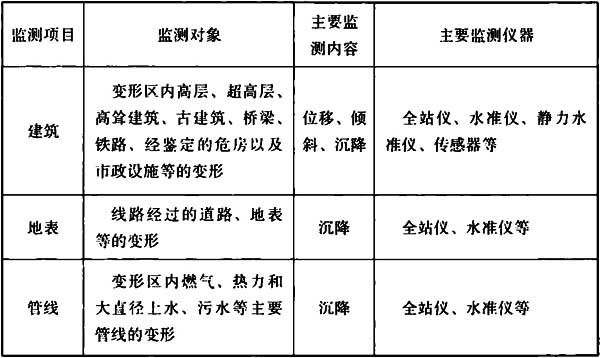 监测项目
监测对象
主要监
测内容
主要监测仪器
建筑
变形区内高层、超高层、
高耸建筑、古建筑、桥梁、
铁路、经鉴定的危房以及
市政设施等的变形
位移、倾
斜、沉降
全站仪、水准仪、静力水
准仪、传感器等
地表
线路经过的道路、地表
等的变形
沉降
全站仪、水准仪等
管线
变形区内燃气、热力和
大直径上水、污水等主要
管线的变形
沉降
全站仪、水准仪等